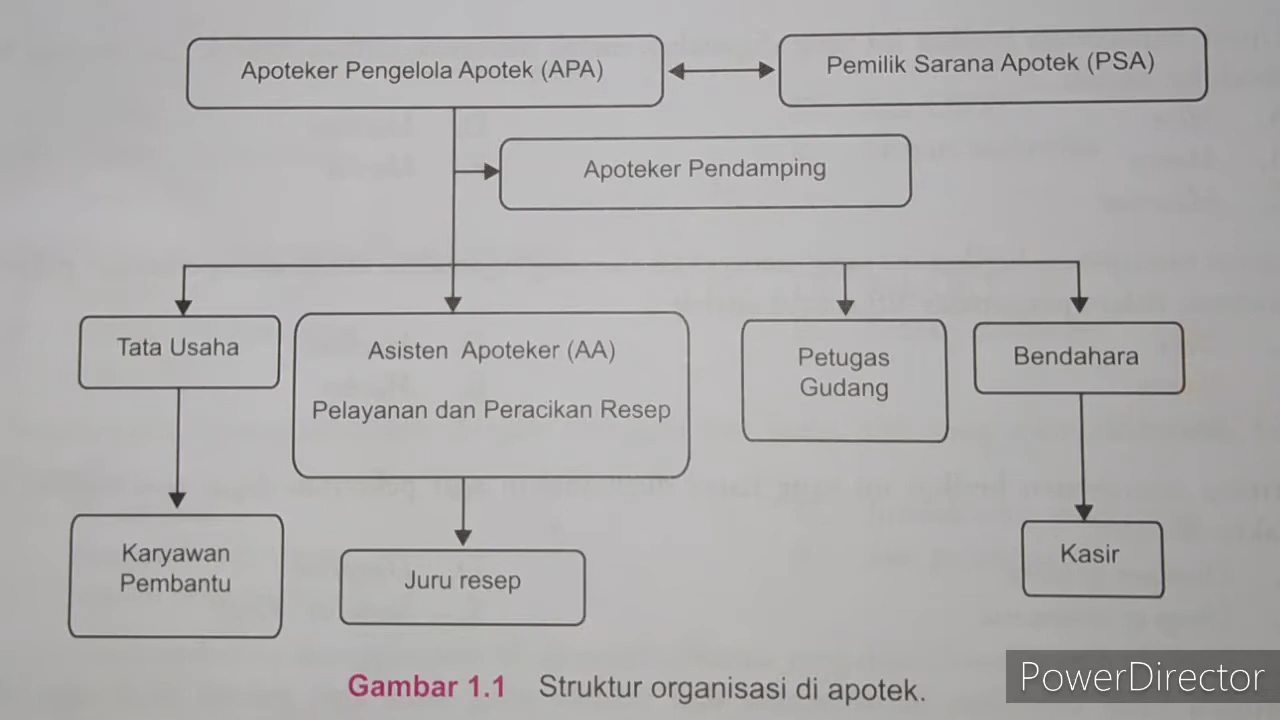 Apoteker Pengelola Apotek (APA)
Pemilik Sarana Apotek (PSA)
Apoteker Pendamping
Tata Usaha
Asisten Apoteker (AA)
Pelayanan dan Peracikan Resep
Petugas
Gudang
Bendahara
Karyawan
Pembantu
Juru resep
Kasir
Gambar 1.1 Struktur organisasi di apotek.
PowerDirector